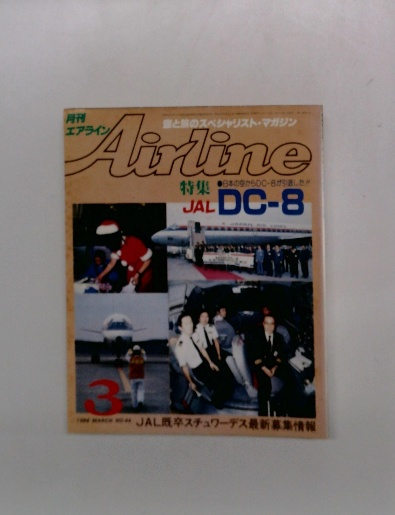 月刊
エアライン
空と旅のスペシャリスト・マガジン
Airline
特集
●日本の空からDC-8が引退した!!
JAL DC-8
3
1988 MARCH NO.
JAL既卒スチュワーデス最新募集情報